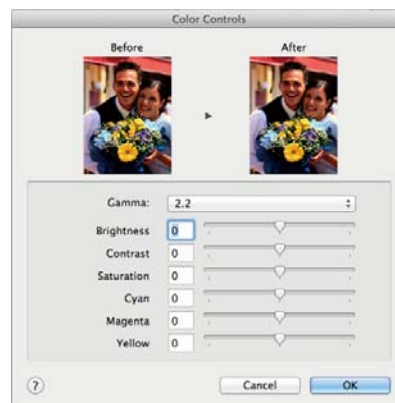 Color Controls
Before After
Gamma: 2.2
Brightness 0
Contrast 0
Saturation 0
Cyan 0
Magenta 0
Yellow 0
? Cancel OK